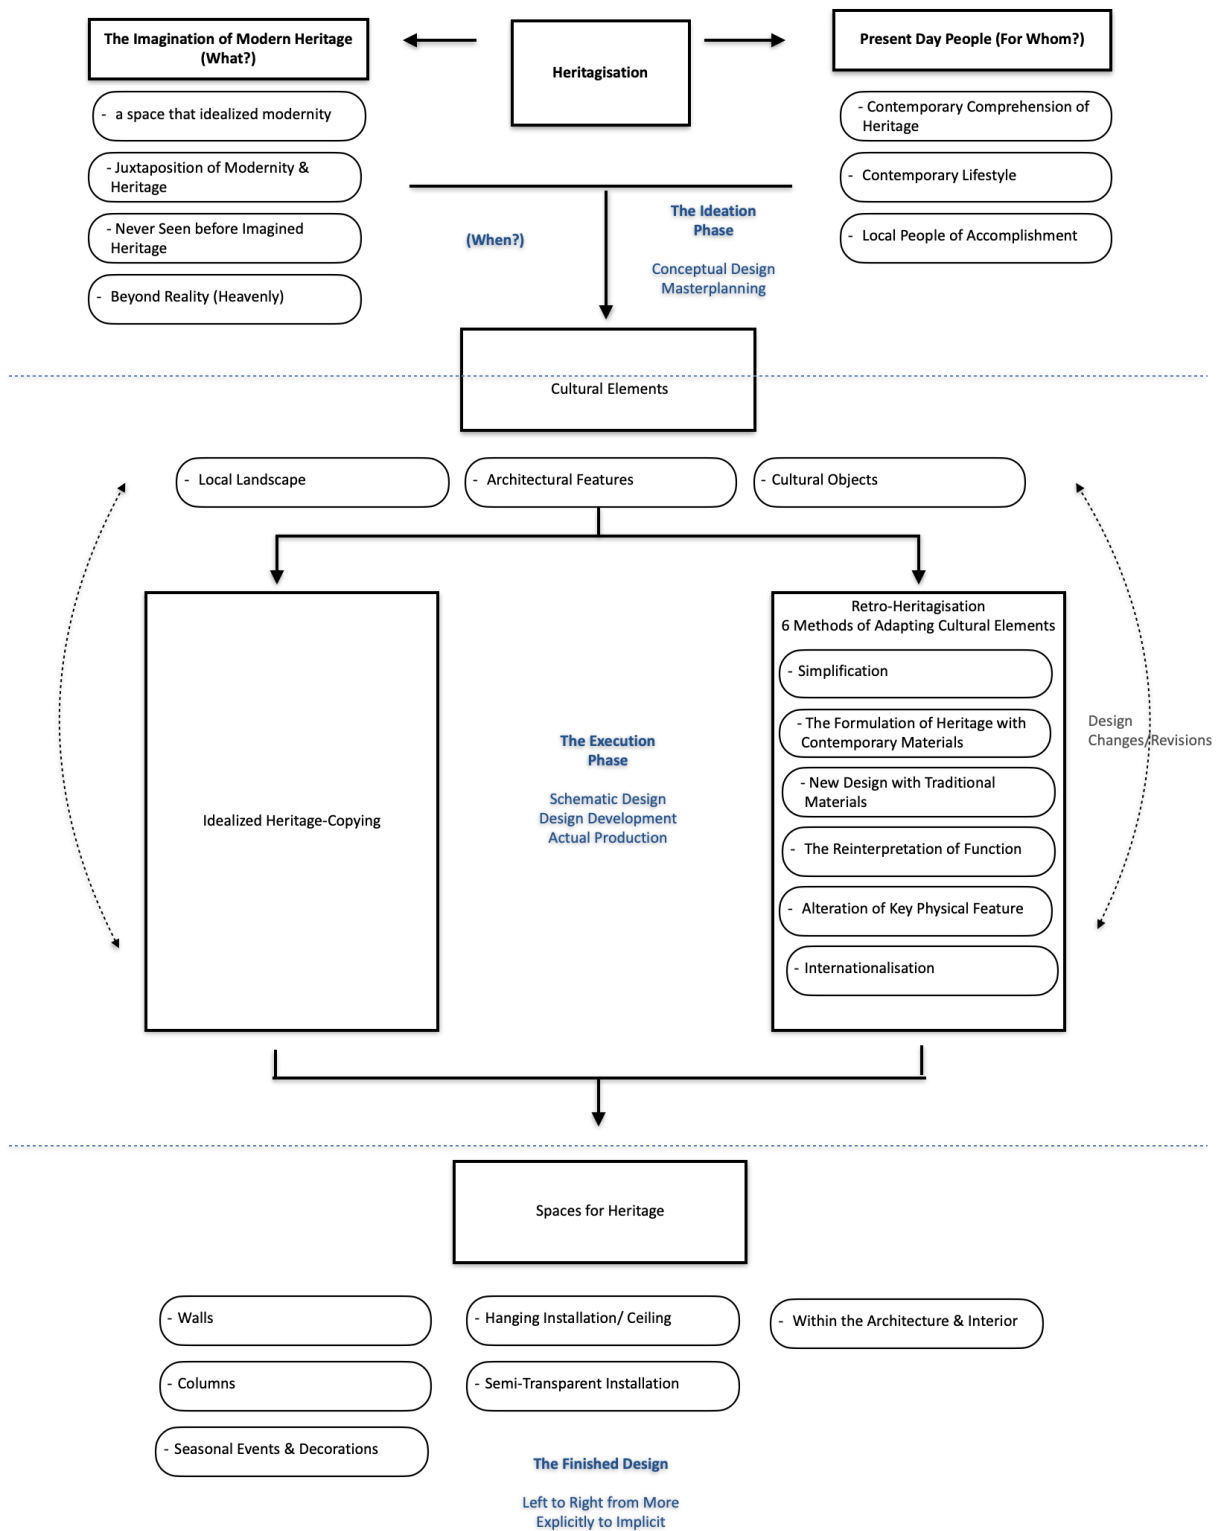 The Imagination of Modern Heritage
(What?)
Heritagisation
Present Day People (For Whom?)
- a space that idealized modernity
- Juxtaposition of Modernity &
Heritage
- Never Seen before Imagined
Heritage
- Beyond Reality (Heavenly)
- Contemporary Comprehension of
Heritage
- Contemporary Lifestyle
- Local People of Accomplishment
(When?)
The Ideation
Phase
Conceptual Design
Masterplanning
Cultural Elements
- Local Landscape
- Architectural Features
- Cultural Objects
Idealized Heritage-Copying
The Execution
Phase
Schematic Design
Design Development
Actual Production
Retro-Heritagisation
6 Methods of Adapting Cultural Elements
- Simplification
- The Formulation of Heritage with
Contemporary Materials
- New Design with Traditional
Materials
- The Reinterpretation of Function
- Alteration of Key Physical Feature
- Internationalisation
Design
Changes/Revisions
Spaces for Heritage
- Walls
- Columns
- Seasonal Events & Decorations
- Hanging Installation/ Ceiling
- Semi-Transparent Installation
- Within the Architecture & Interior
The Finished Design
Left to Right from More
Explicitly to Implicit